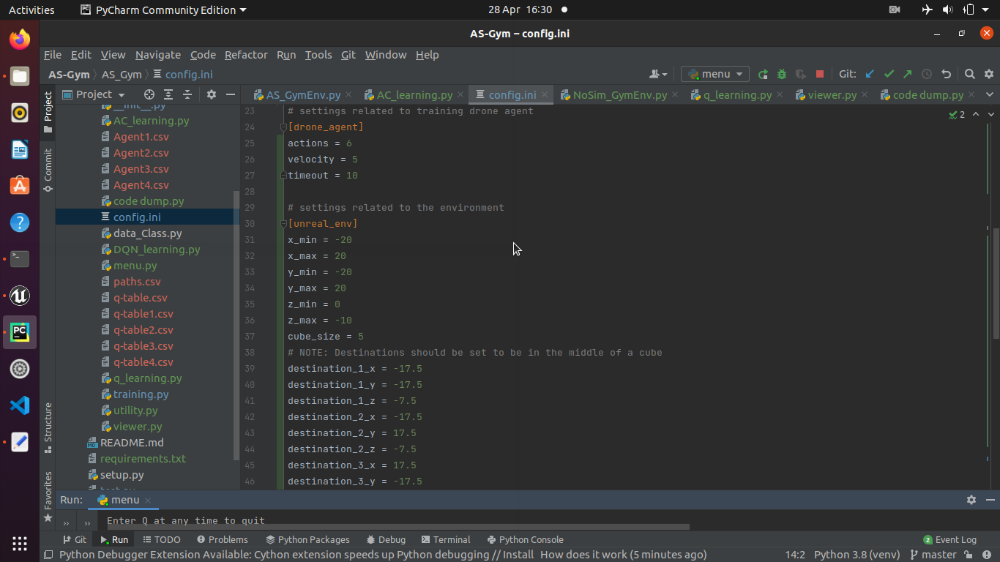 Activities PyCharm Community Edition 28 Apr 16:30
AS-Gym – config.ini
File Edit View Navigate Code Refactor Run Tools Git Window Help
AS-Gym AS_Gym config.ini menu Git:
Project AS_GymEnv.py AC_learning.py config.ini NoSim_GymEnv.py q_learning.py viewer.py code dump.py
Project
Commit
Structure
Favorites
__init__.py
AC_learning.py
Agent1.csv
Agent2.csv
Agent3.csv
Agent4.csv
code dump.py
config.ini
data_Class.py
DQN_learning.py
menu.py
paths.csv
q-table.csv
q-table1.csv
q-table2.csv
q-table3.csv
q-table4.csv
q_learning.py
training.py
utility.py
viewer.py
README.md
requirements.txt
setup.py
2
23 # settings related to training drone agent
24 [drone_agent]
25 actions = 6
26 velocity = 5
27 timeout = 10
28
29 # settings related to the environment
30 [unreal_env]
31 x_min = -20
32 x_max = 20
33 y_min = -20
34 y_max = 20
35 z_min = 0
36 z_max = -10
37 cube_size = 5
38 # NOTE: Destinations should be set to be in the middle of a cube
39 destination_1_x = -17.5
40 destination_1_y = -17.5
41 destination_1_z = -7.5
42 destination_2_x = -17.5
43 destination_2_y = 17.5
44 destination_2_z = -7.5
45 destination_3_x = 17.5
46 destination_3_y = -17.5
Run: menu
Enter Q at any time to quit
Git Run TODO Problems Python Packages Debug Terminal Python Console 2 Event Log
Python Debugger Extension Available: Cython extension speeds up Python debugging // Install How does it work (5 minutes ago) 14:2 Python 3.8 (venv) master